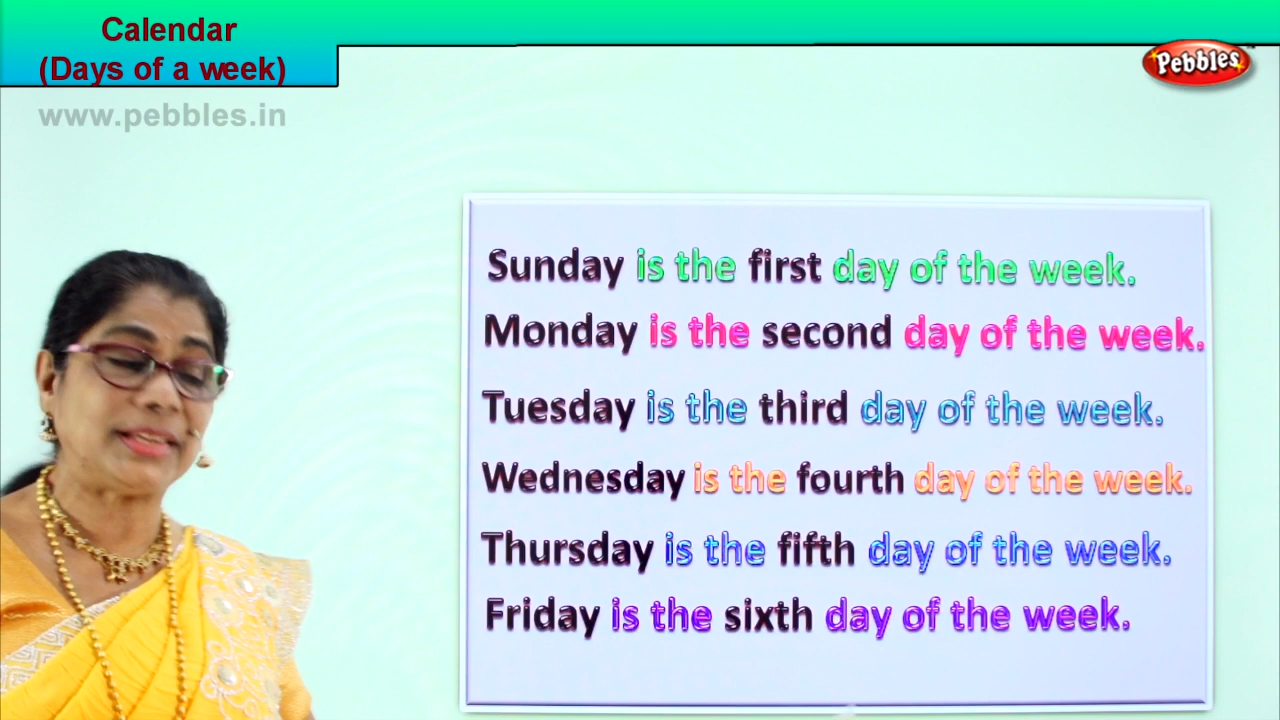 Calendar
(Days of a week)
Pebbles
www.pebbles.in
Sunday is the first day of the week.
Monday is the second day of the week.
Tuesday is the third day of the week.
Wednesday is the fourth day of the week.
Thursday is the fifth day of the week.
Friday is the sixth day of the week.